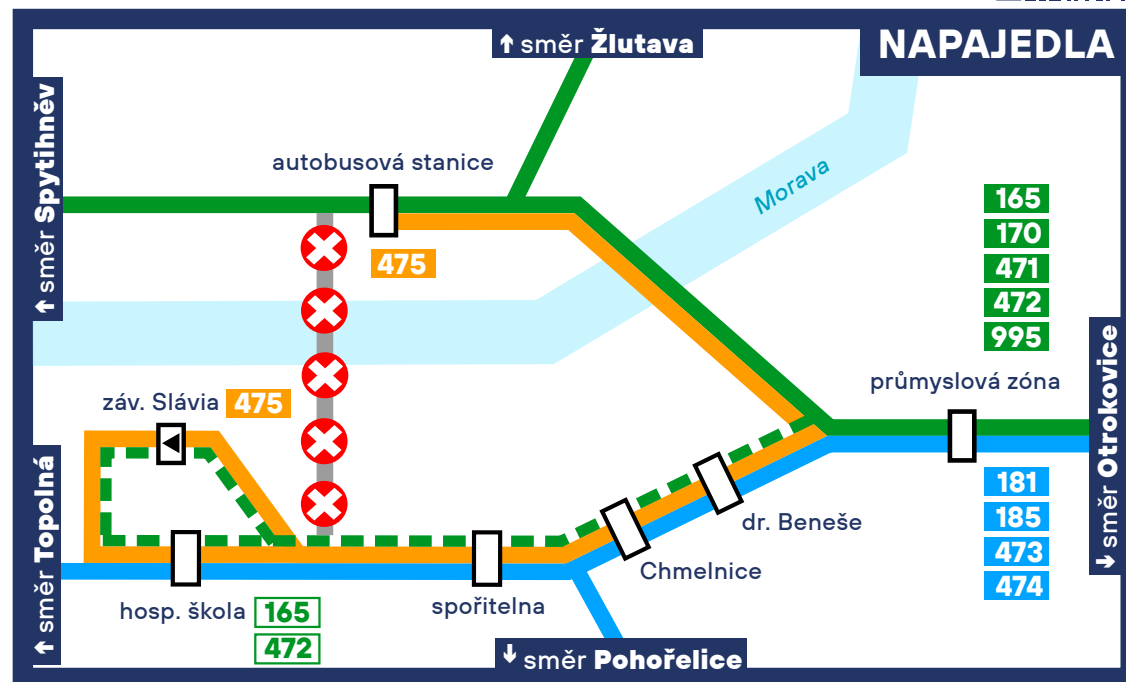 NAPAJEDLA
↑ směr Žlutava
↑ směr Spytihněv
autobusová stanice
Morava
475
165
170
471
472
995
průmyslová zóna
záv. Slávia 475
↑ směr Topolná
↓ směr Otrokovice
181
185
473
474
dr. Beneše
Chmelnice
spořitelna
hosp. škola 165
472
↓ směr Pohořelice